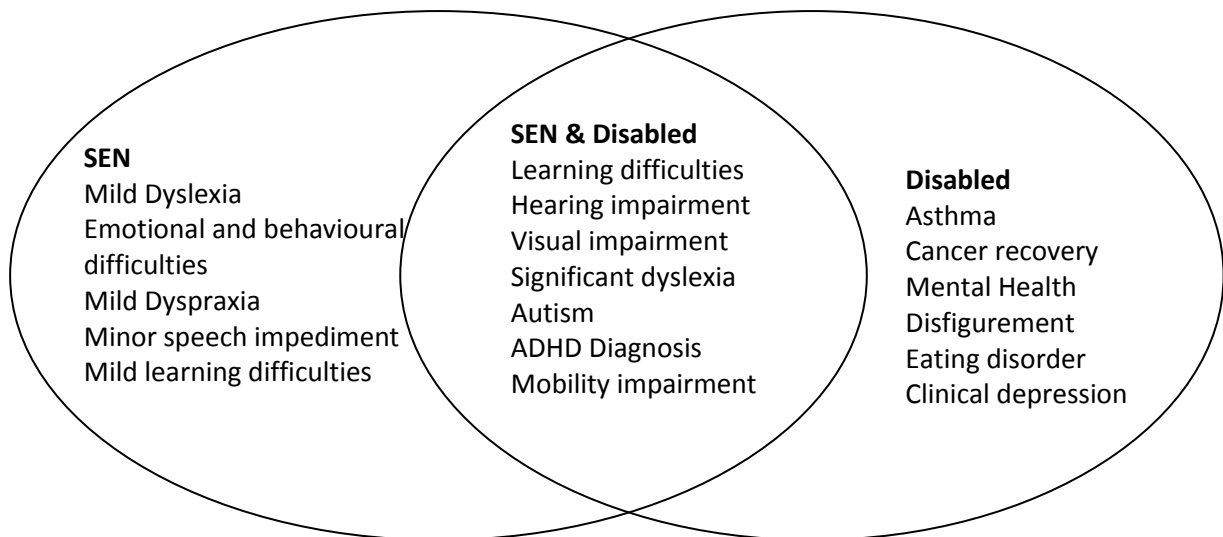 SEN
Mild Dyslexia
Emotional and behavioural
difficulties
Mild Dyspraxia
Minor speech impediment
Mild learning difficulties
SEN & Disabled
Learning difficulties
Hearing impairment
Visual impairment
Significant dyslexia
Autism
ADHD Diagnosis
Mobility impairment
Disabled
Asthma
Cancer recovery
Mental Health
Disfigurement
Eating disorder
Clinical depression